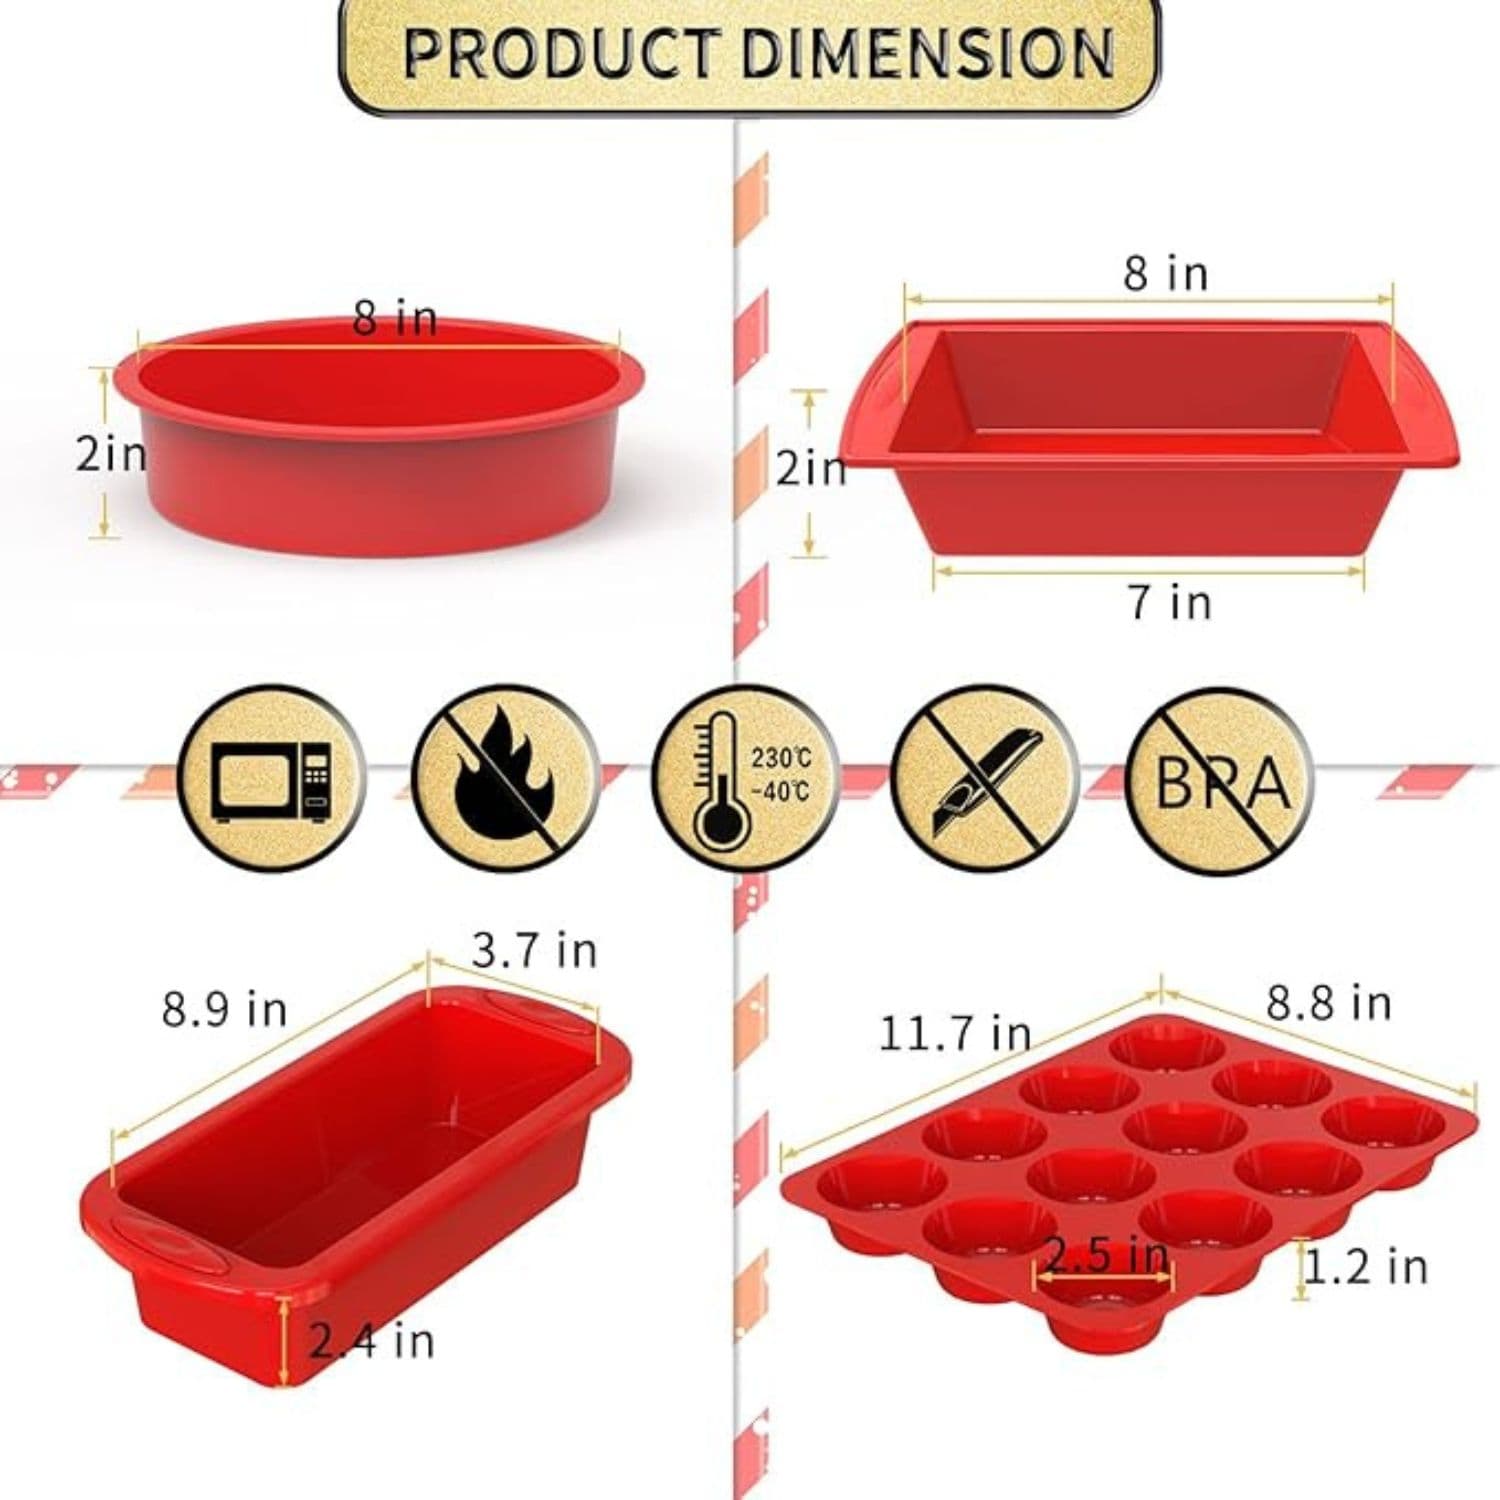 PRODUCT DIMENSION
8 in
2in
8 in
2in
7 in
230℃
-40℃
BPA
3.7 in
8.9 in
2.4 in
8.8 in
11.7 in
2.5 in
1.2 in